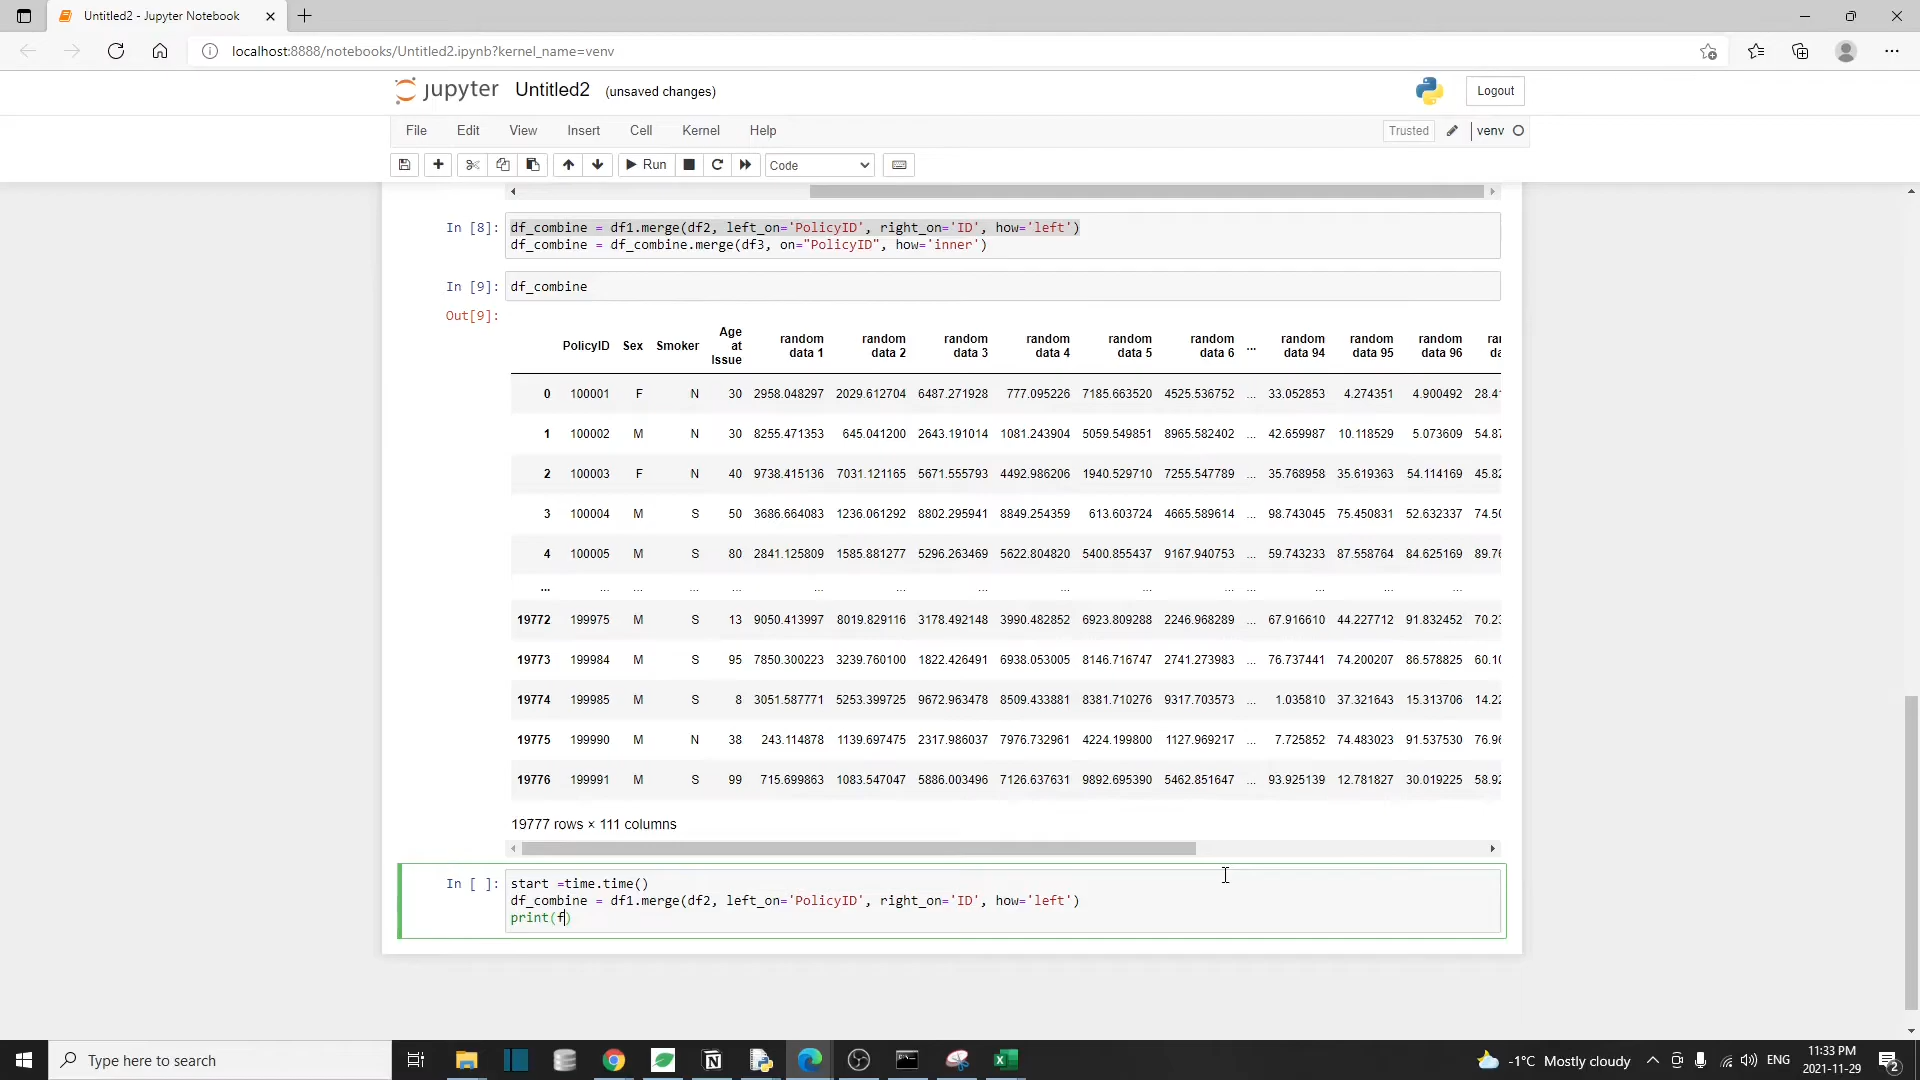 Untitled2 - Jupyter Notebook
localhost:8888/notebooks/Untitled2.ipynb?kernel_name=venv
jupyter Untitled2 (unsaved changes)
Logout
File Edit View Insert Cell Kernel Help
Trusted venv
Run Code
In [8]: df_combine = df1.merge(df2, left_on='PolicyID', right_on='ID', how='left')
df_combine = df_combine.merge(df3, on="PolicyID", how='inner')
In [9]: df_combine
Out[9]:
PolicyID Sex Smoker Age at Issue random data 1 random data 2 random data 3 random data 4 random data 5 random data 6 ... random data 94 random data 95 random data 96
0 100001 F N 30 2958.048297 2029.612704 6487.271928 777.095226 7185.663520 4525.536752 ... 33.052853 4.274351 4.900492
1 100002 M N 30 8255.471353 645.041200 2643.191014 1081.243904 5059.549851 8965.582402 ... 42.659987 10.118529 5.073609
2 100003 F N 40 9738.415136 7031.121165 5671.555793 4492.986206 1940.529710 7255.547789 ... 35.768958 35.619363 54.114169
3 100004 M S 50 3686.664083 1236.061292 8802.295941 8849.254359 613.603724 4665.589614 ... 98.743045 75.450831 52.632337
4 100005 M S 80 2841.125809 1585.881277 5296.263469 5622.804820 5400.855437 9167.940753 ... 59.743233 87.558764 84.625169
... ... ... ... ... ... ... ... ... ... ... ... ... ...
19772 199975 M S 13 9050.413997 8019.829116 3178.492148 3990.482852 6923.809288 2246.968289 ... 67.916610 44.227712 91.832452
19773 199984 M S 95 7850.300223 3239.760100 1822.426491 6938.053005 8146.716747 2741.273983 ... 76.737441 74.200207 86.578825
19774 199985 M S 8 3051.587771 5253.399725 9672.963478 8509.433881 8381.710276 9317.703573 ... 1.035810 37.321643 15.313706
19775 199990 M N 38 243.114878 1139.697475 2317.986037 7976.732961 4224.199800 1127.969217 ... 7.725852 74.483023 91.537530
19776 199991 M S 99 715.699863 1083.547047 5886.003496 7126.637631 9892.695390 5462.851647 ... 93.925139 12.781827 30.019225
19777 rows × 111 columns
In [ ]: start =time.time()
df_combine = df1.merge(df2, left_on='PolicyID', right_on='ID', how='left')
print(f)
Type here to search
-1°C Mostly cloudy
ENG
11:33 PM
2021-11-29
2